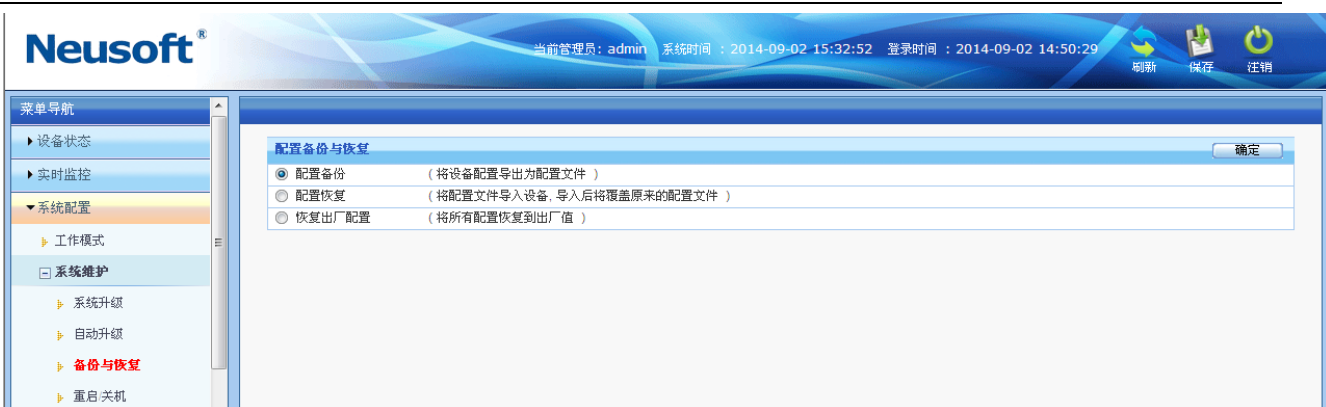 Neusoft®
当前管理员: admin 系统时间 : 2014-09-02 15:32:52 登录时间 : 2014-09-02 14:50:29
刷新 保存 注销
菜单导航
设备状态
实时监控
系统配置
工作模式
系统维护
系统升级
自动升级
备份与恢复
重启/关机
配置备份与恢复 确定
配置备份 ( 将设备配置导出为配置文件 )
配置恢复 ( 将配置文件导入设备, 导入后将覆盖原来的配置文件 )
恢复出厂配置 ( 将所有配置恢复到出厂值 )